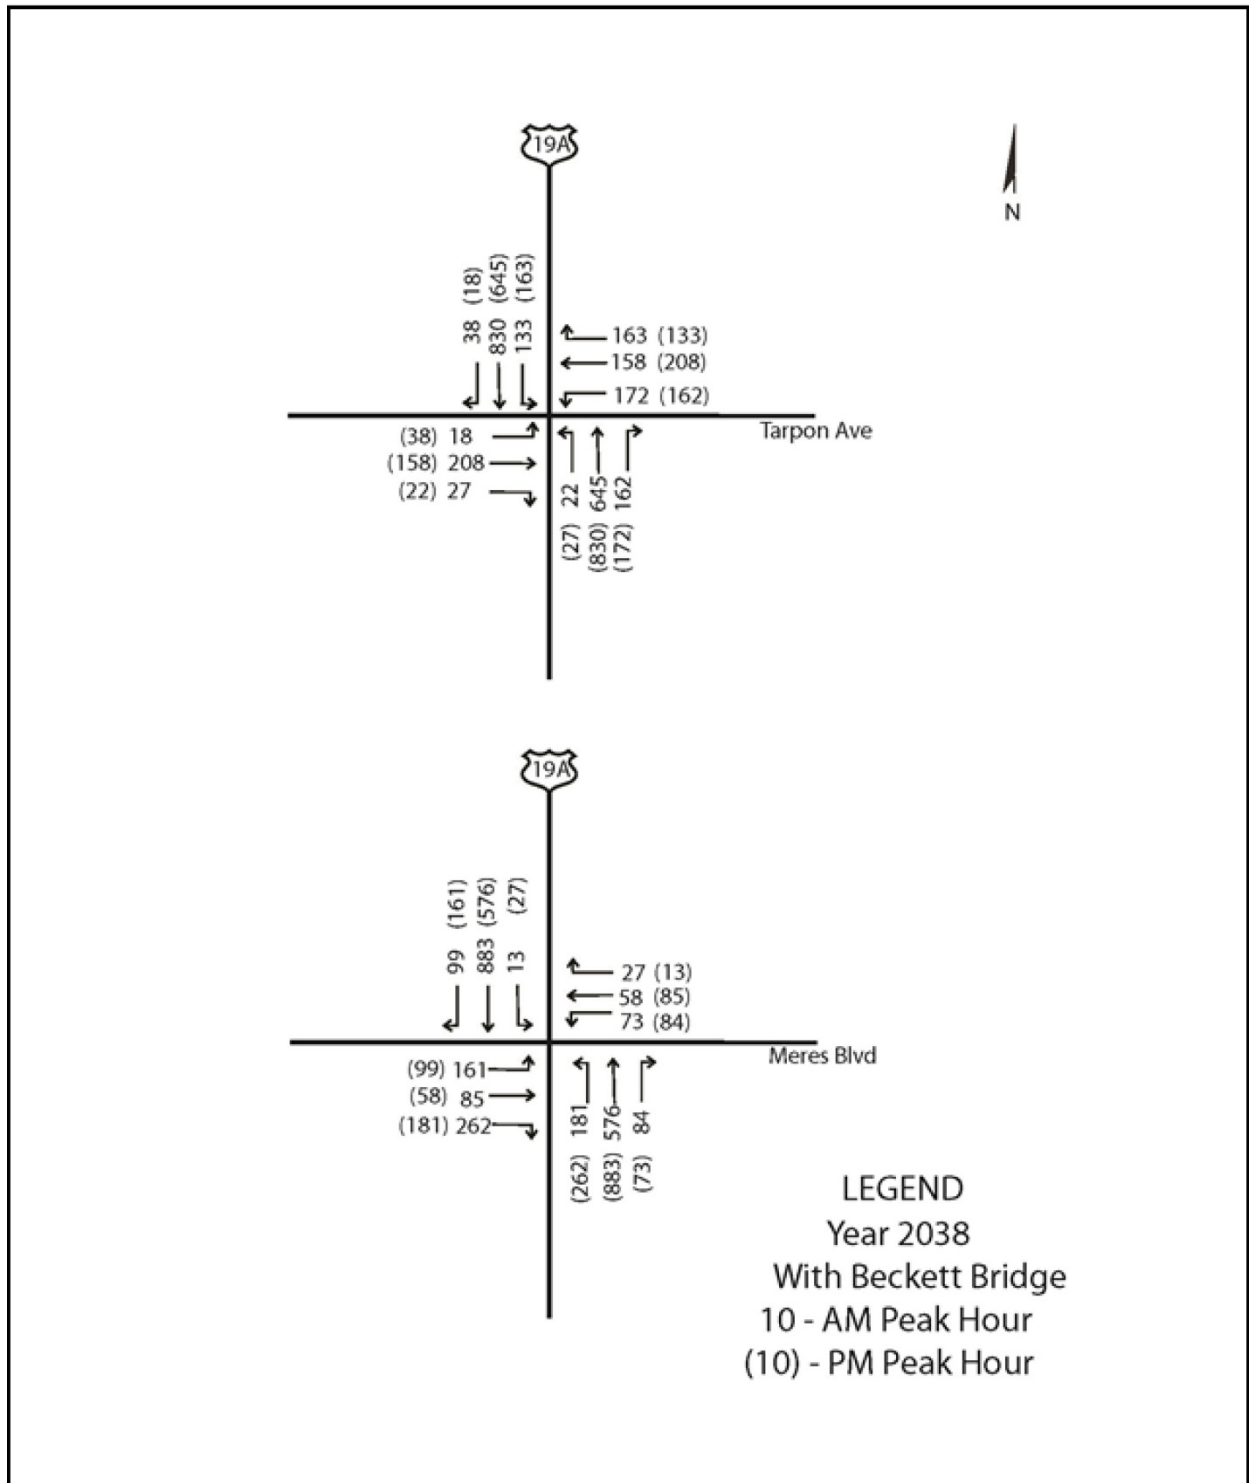 19A
N
38 (18)
830 (645)
133 (163)
163 (133)
158 (208)
172 (162)
Tarpon Ave
(38) 18
(158) 208
(22) 27
(27) 22
(830) 645
(172) 162
19A
99 (161)
883 (576)
13 (27)
27 (13)
58 (85)
73 (84)
Meres Blvd
(99) 161
(58) 85
(181) 262
(262) 181
(883) 576
(73) 84
LEGEND
Year 2038
With Beckett Bridge
10 - AM Peak Hour
(10) - PM Peak Hour